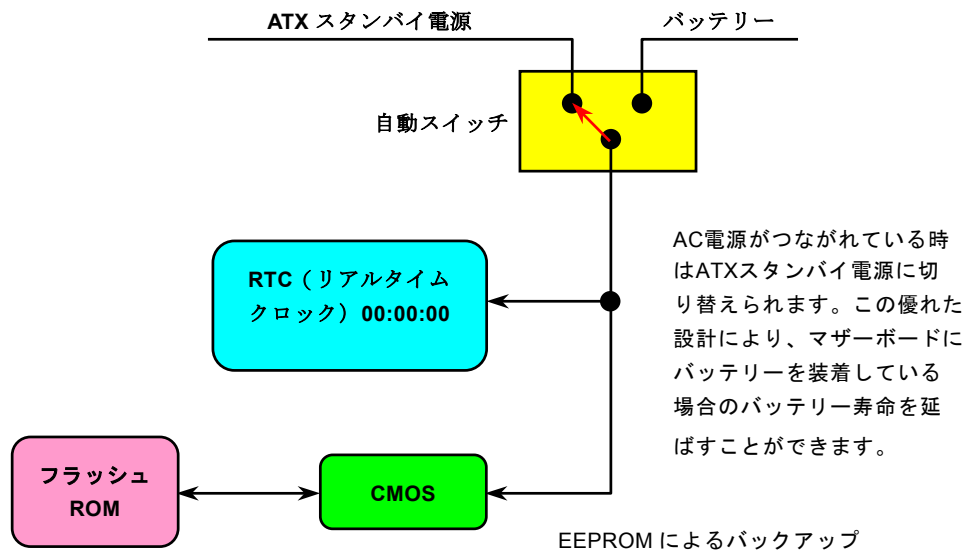 ATX スタンバイ電源
バッテリー
自動スイッチ
RTC（リアルタイム
クロック）00:00:00
AC電源がつながれている時
はATXスタンバイ電源に切
り替えられます。この優れた
設計により、マザーボードに
バッテリーを装着している
場合のバッテリー寿命を延
ばすことができます。
フラッシュ
ROM
CMOS
EEPROM によるバックアップ